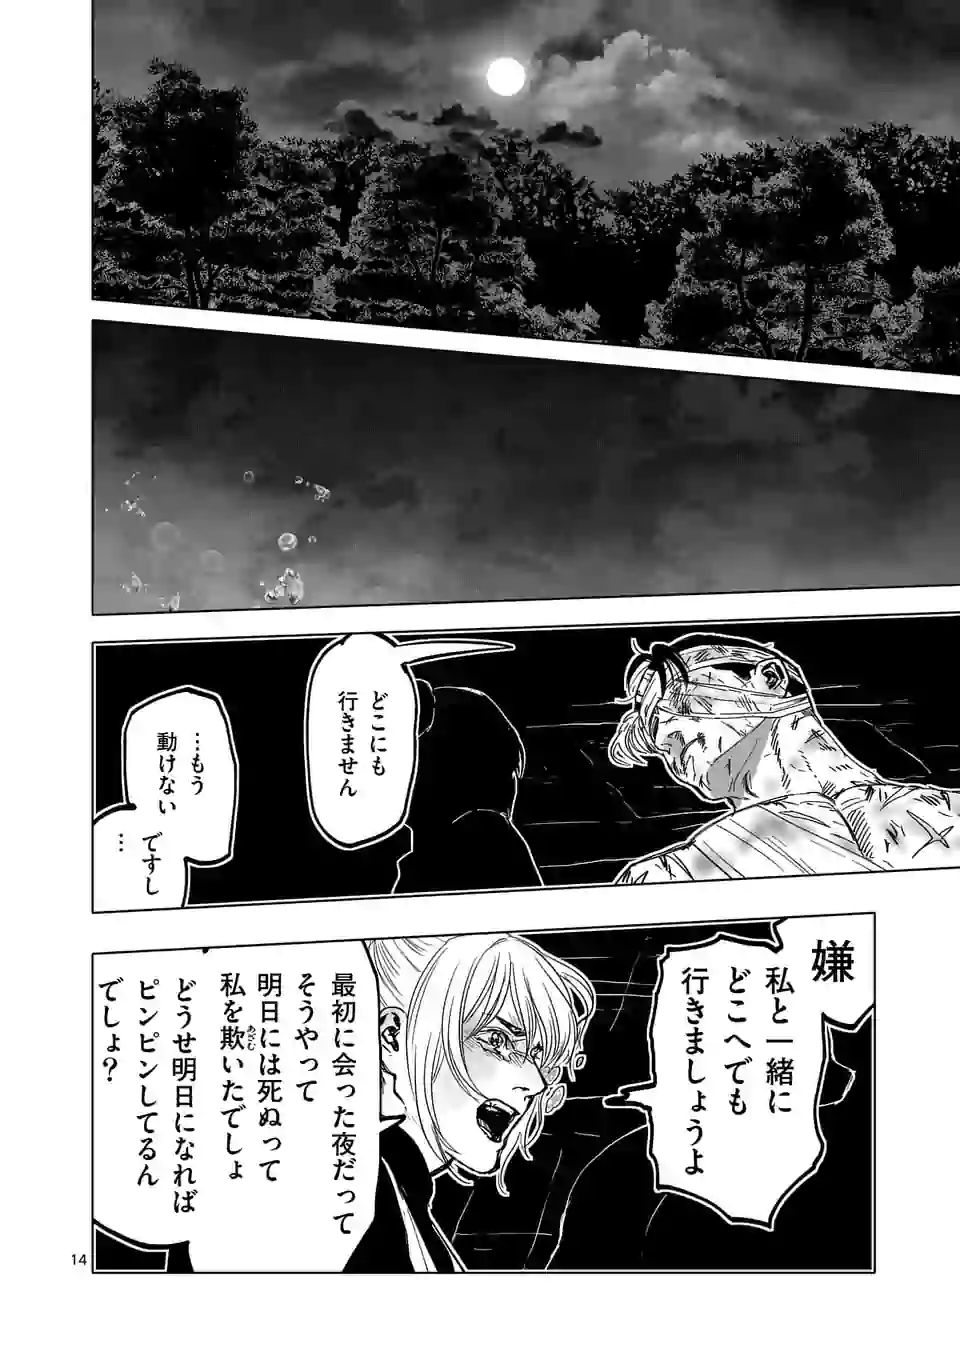 どこにも
行きません
…もう
動けない
ですし
…
嫌
私と一緒に
どこへでも
行きましょうよ
最初に会った夜だって
そうやって
明日には死ぬって
私を欺いたでしょ
あざむ
どうせ明日になれば
ピンピンしてるん
でしょ？
14